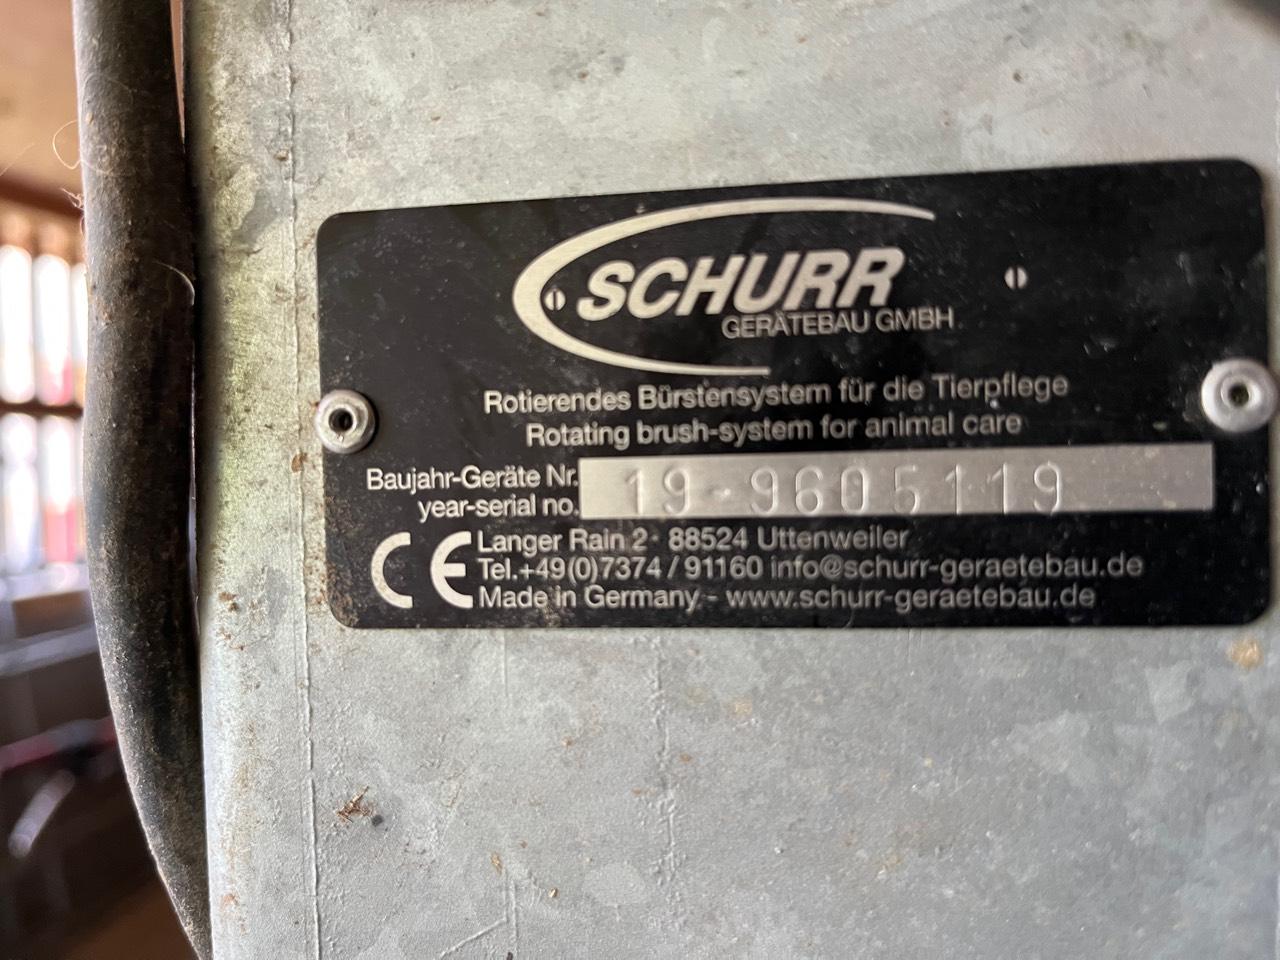 SCHURR
GERÄTEBAU GMBH
Rotierendes Bürstensystem für die Tierpflege
Rotating brush-system for animal care
Baujahr-Geräte Nr.
year-serial no.
19-9605119
CE
Langer Rain 2 · 88524 Uttenweiler
Tel.+49(0)7374 / 91160 info@schurr-geraetebau.de
Made in Germany - www.schurr-geraetebau.de